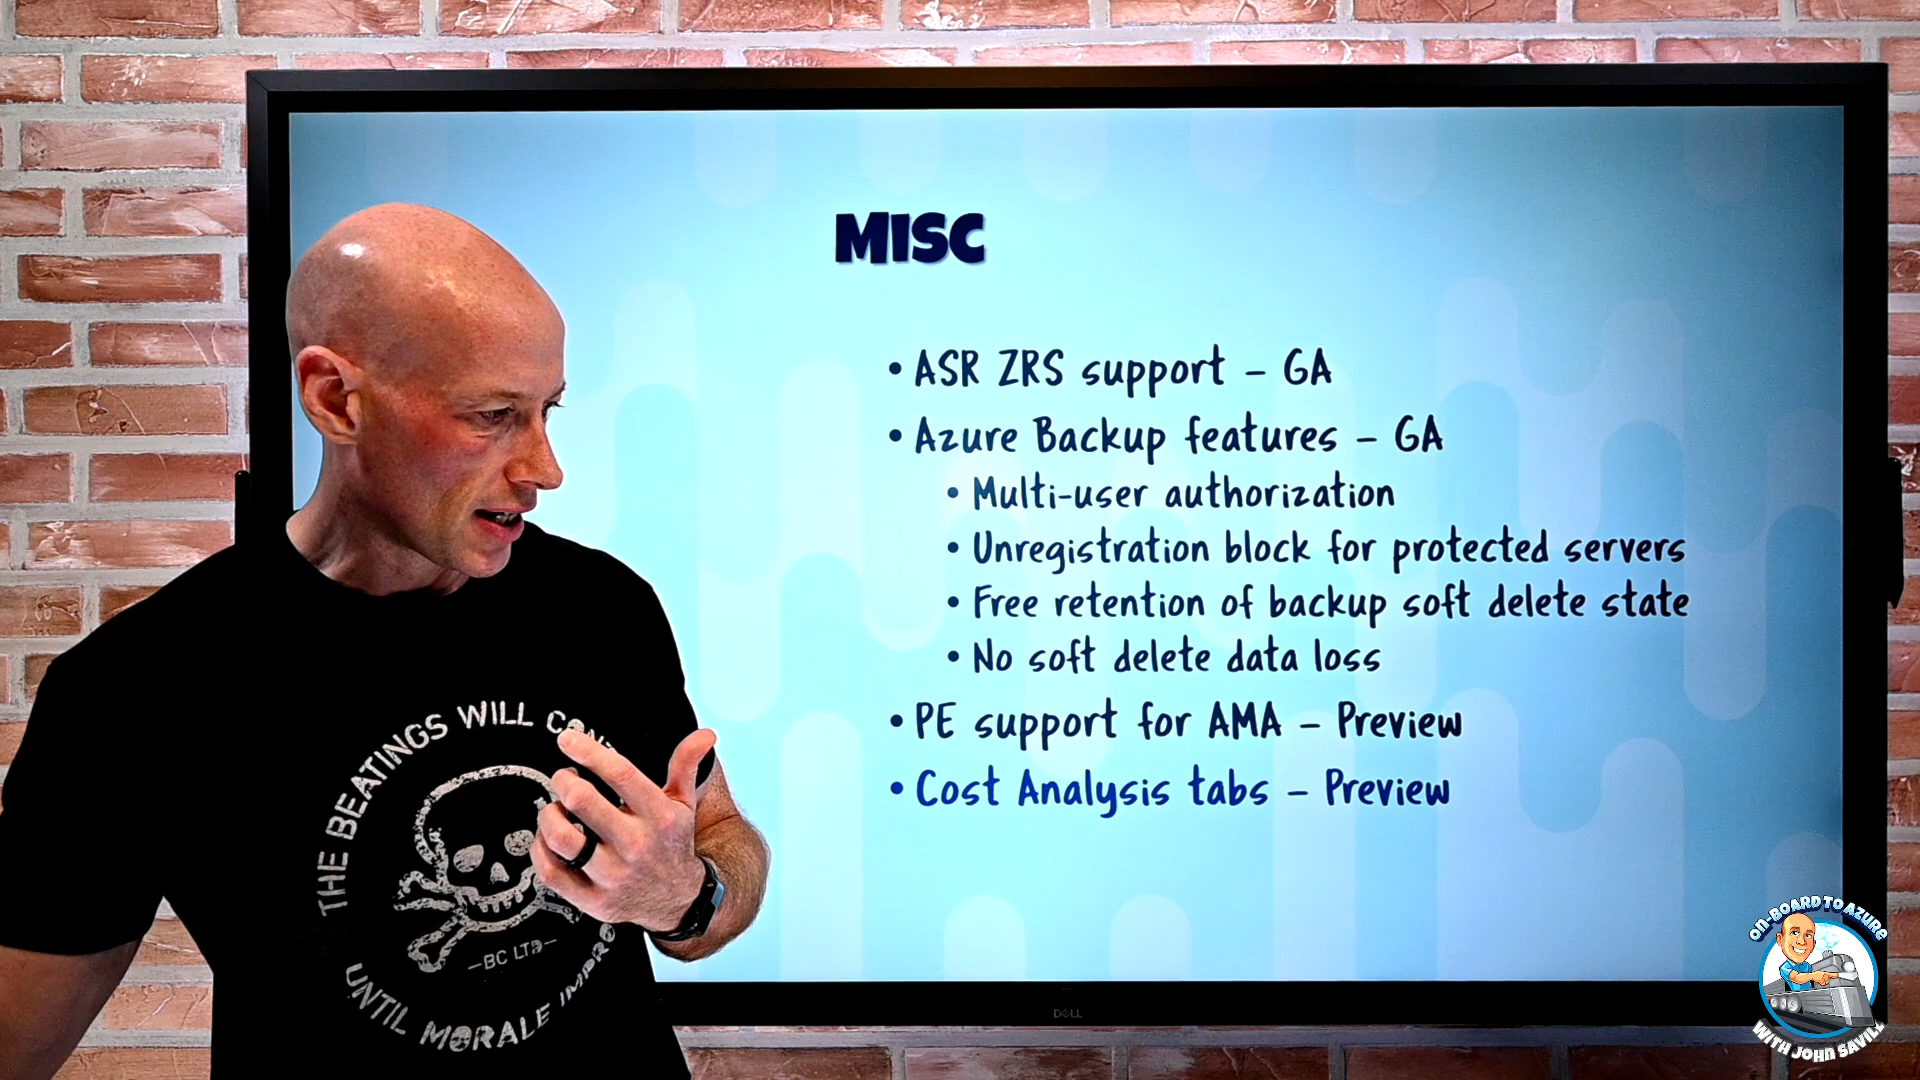 MISC
• ASR ZRS support – GA
• Azure Backup features – GA
• Multi-user authorization
• Unregistration block for protected servers
• Free retention of backup soft delete state
• No soft delete data loss
• PE support for AMA – Preview
• Cost Analysis tabs – Preview
THE BEATINGS WILL CON
—BC LTD—
UNTIL MORALE IMPRO
DELL
ON-BOARD TO AZURE
WITH JOHN SAVILL